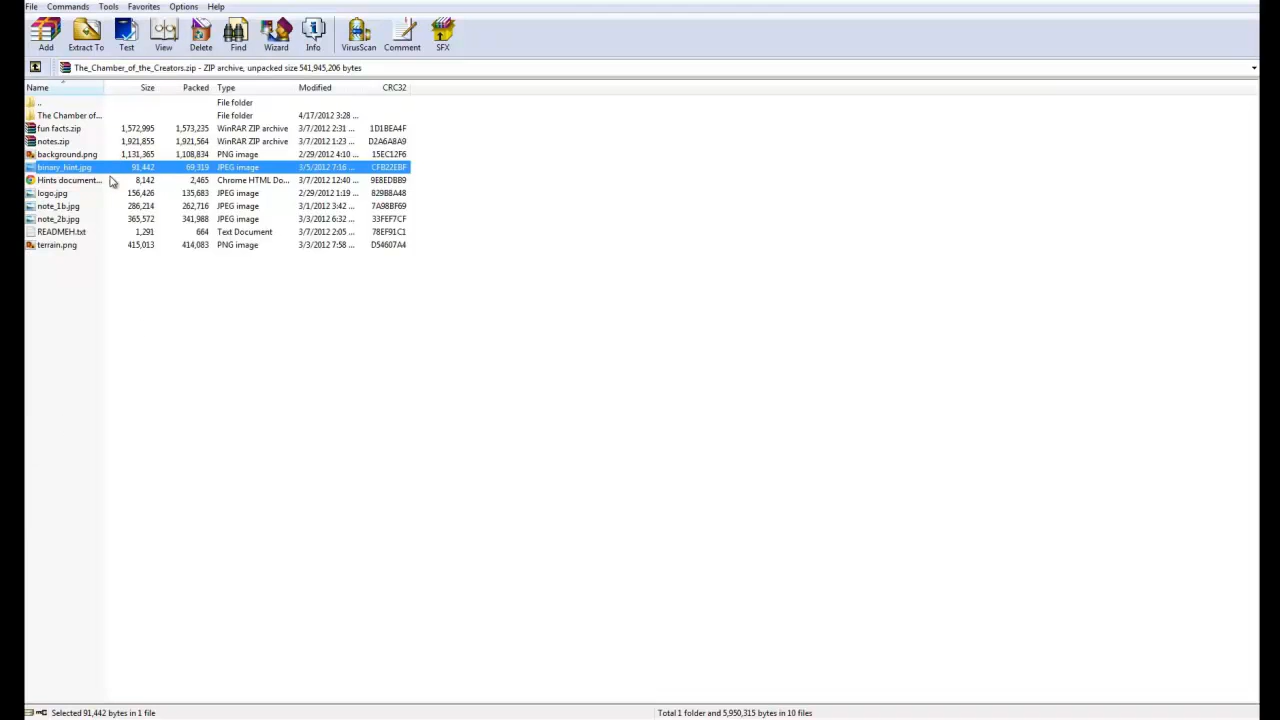 File Commands Tools Favorites Options Help
Add Extract To Test View Delete Find Wizard Info VirusScan Comment SFX
The_Chamber_of_the_Creators.zip - ZIP archive, unpacked size 541,945,206 bytes
Name Size Packed Type Modified CRC32
.. File folder
The Chamber of... File folder 4/17/2012 3:28 ...
fun facts.zip 1,572,995 1,573,235 WinRAR ZIP archive 3/7/2012 2:31 ... 1D1BEA4F
notes.zip 1,921,855 1,921,564 WinRAR ZIP archive 3/7/2012 1:23 ... D2A6A8A9
background.png 1,131,365 1,108,834 PNG image 2/29/2012 4:10 ... 15EC12F6
binary_hint.jpg 91,442 69,319 JPEG image 3/5/2012 7:16 ... CFB22EBF
Hints document... 8,142 2,465 Chrome HTML Do... 3/7/2012 12:40 ... 9E8EDBB9
logo.jpg 156,426 135,683 JPEG image 2/29/2012 1:19 ... 829B8A48
note_1b.jpg 286,214 262,716 JPEG image 3/1/2012 3:42 ... 7A98BF69
note_2b.jpg 365,572 341,988 JPEG image 3/3/2012 6:32 ... 33FEF7CF
READMEH.txt 1,291 664 Text Document 3/7/2012 2:05 ... 78EF91C1
terrain.png 415,013 414,083 PNG image 3/3/2012 7:58 ... D54607A4
Selected 91,442 bytes in 1 file Total 1 folder and 5,950,315 bytes in 10 files